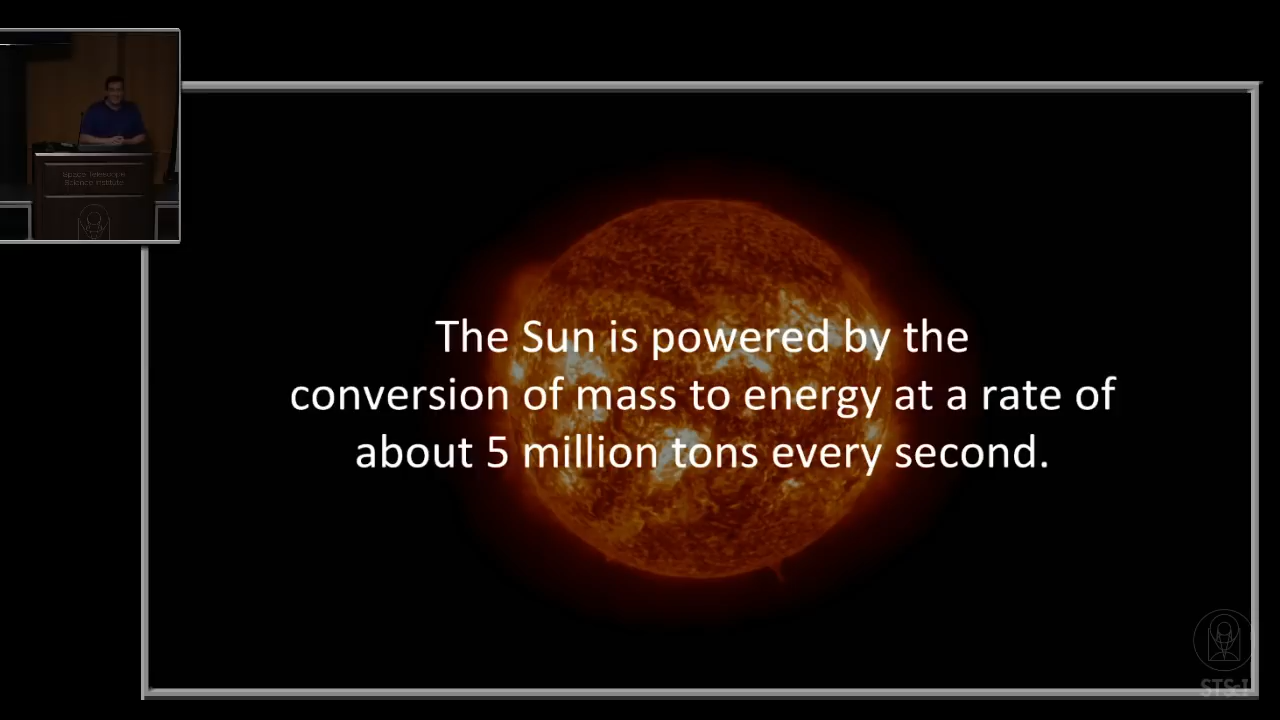 Space Telescope
Science Institute
The Sun is powered by the
conversion of mass to energy at a rate of
about 5 million tons every second.
STScI